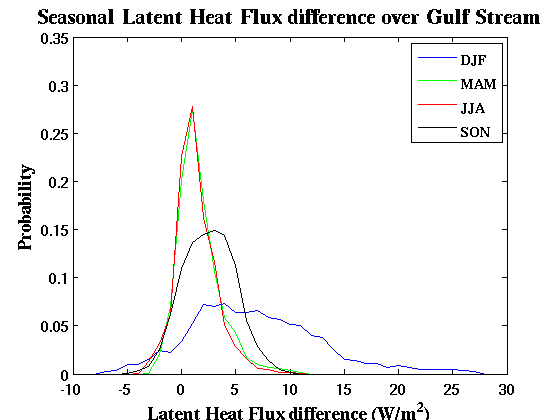 Seasonal Latent Heat Flux difference over Gulf Stream
0.35
0.3
0.25
0.2
0.15
0.1
0.05
0
Probability
DJF
MAM
JJA
SON
-10 -5 0 5 10 15 20 25 30
Latent Heat Flux difference (W/m²)